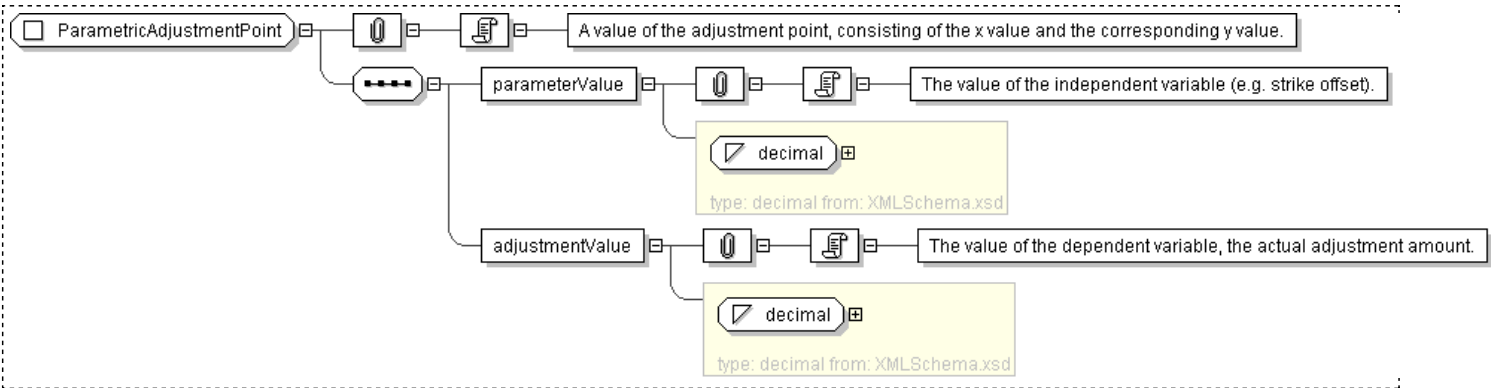 ParametricAdjustmentPoint
A value of the adjustment point, consisting of the x value and the corresponding y value.
parameterValue
The value of the independent variable (e.g. strike offset).
decimal
type: decimal from: XMLSchema.xsd
adjustmentValue
The value of the dependent variable, the actual adjustment amount.
decimal
type: decimal from: XMLSchema.xsd